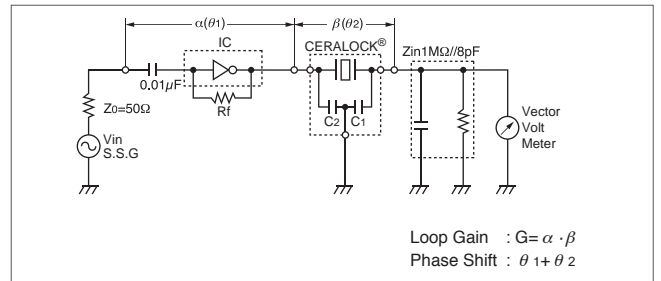 α(θ1) β(θ2)
IC
CERALOCK®
Zin1MΩ//8pF
0.01µF
Rf
Z0=50Ω
C2 C1
Vector
Volt
Meter
Vin
S.S.G
Loop Gain : G= α · β
Phase Shift : θ 1+ θ 2